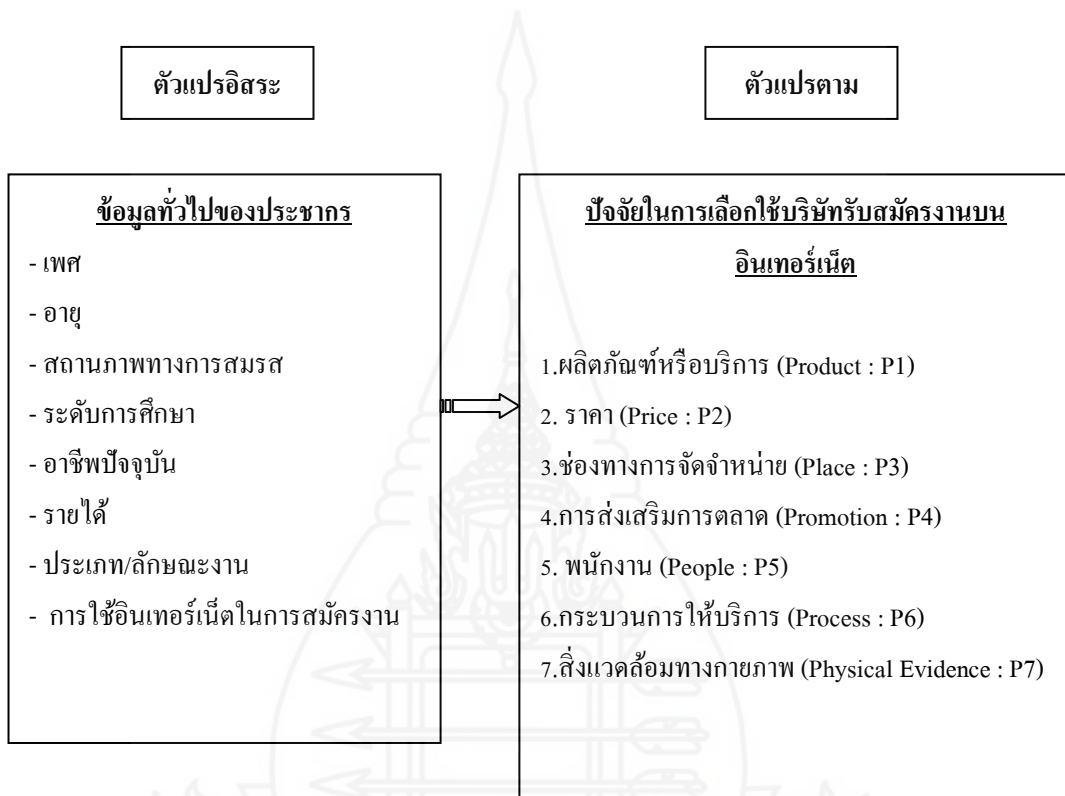 ตัวแปรอิสระ
ตัวแปรตาม
ข้อมูลทั่วไปของประชากร
- เพศ
- อายุ
- สถานภาพทางการสมรส
- ระดับการศึกษา
- อาชีพปัจจุบัน
- รายได้
- ประเภท/ลักษณะงาน
- การใช้อินเทอร์เน็ตในการสมัครงาน
ปัจจัยในการเลือกใช้บริษัทรับสมัครงานบน
อินเทอร์เน็ต
1.ผลิตภัณฑ์หรือบริการ (Product : P1)
2. ราคา (Price : P2)
3.ช่องทางการจัดจำหน่าย (Place : P3)
4.การส่งเสริมการตลาด (Promotion : P4)
5. พนักงาน (People : P5)
6.กระบวนการให้บริการ (Process : P6)
7.สิ่งแวดล้อมทางกายภาพ (Physical Evidence : P7)